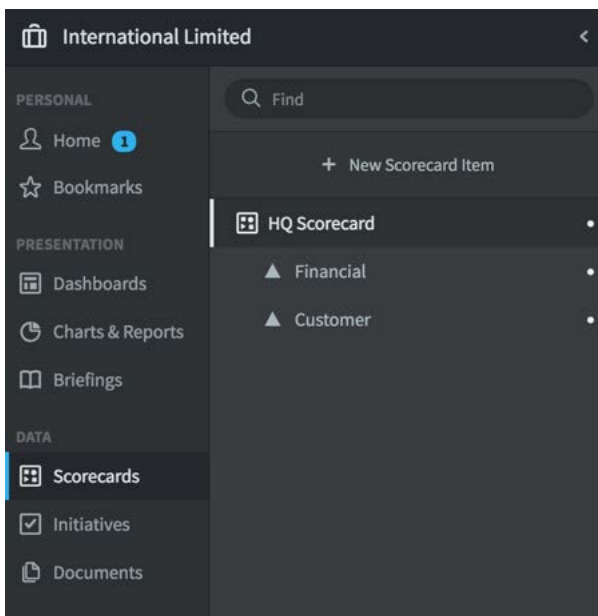 International Limited
PERSONAL
Home 1
Bookmarks
PRESENTATION
Dashboards
Charts & Reports
Briefings
DATA
Scorecards
Initiatives
Documents
Find
+ New Scorecard Item
HQ Scorecard
Financial
Customer